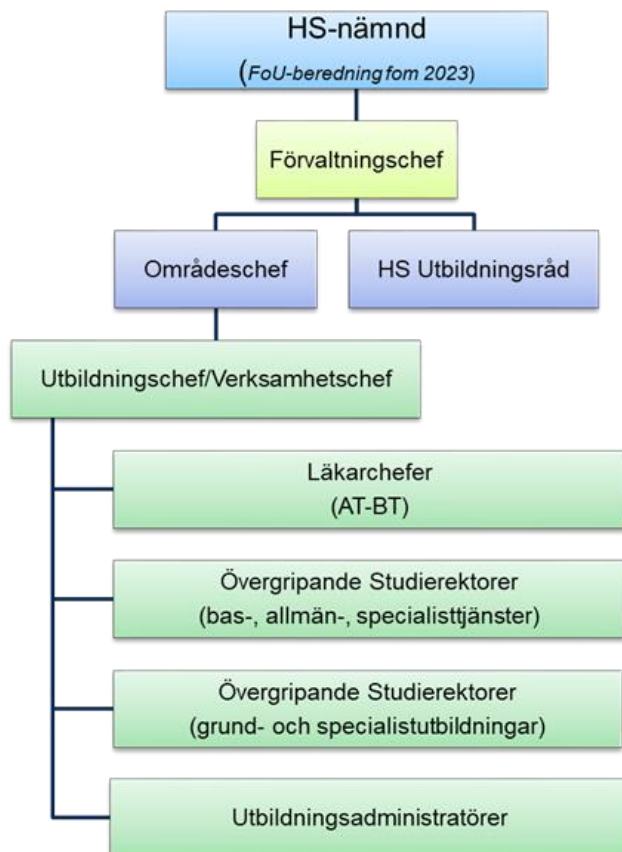 HS-nämnd
(FoU-beredning fom 2023)
Förvaltningschef
Områdeschef
HS Utbildningsråd
Utbildningschef/Verksamhetschef
Läkarchefer
(AT-BT)
Övergripande Studierektorer
(bas-, allmän-, specialisttjänster)
Övergripande Studierektorer
(grund- och specialistutbildningar)
Utbildningsadministratörer